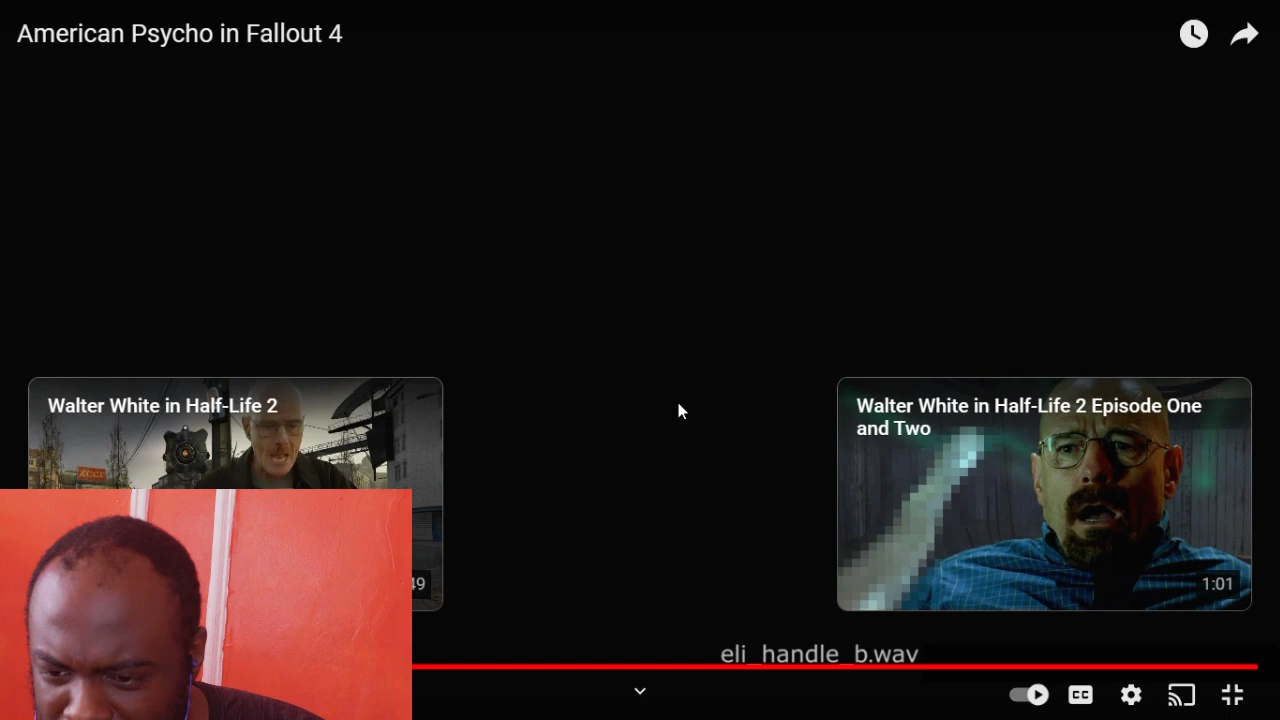 American Psycho in Fallout 4
Walter White in Half-Life 2
Walter White in Half-Life 2 Episode One
and Two
49
1:01
eli_handle_b.wav
CC